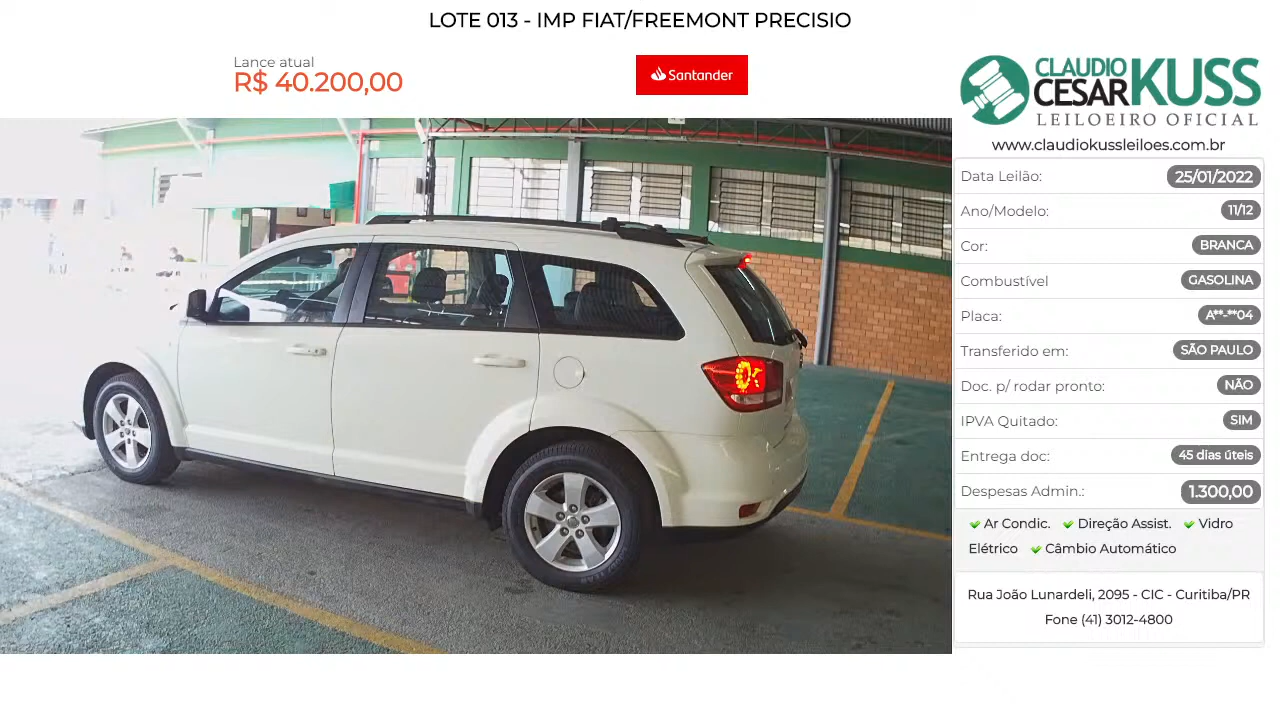 LOTE 013 - IMP FIAT/FREEMONT PRECISIO
Lance atual
R$ 40.200,00
Santander
CLAUDIO
CESAR KUSS
LEILOEIRO OFICIAL
www.claudiokussleiloes.com.br
Data Leilão: 25/01/2022
Ano/Modelo: 11/12
Cor: BRANCA
Combustível GASOLINA
Placa: A**-**04
Transferido em: SÃO PAULO
Doc. p/ rodar pronto: NÃO
IPVA Quitado: SIM
Entrega doc: 45 dias úteis
Despesas Admin.: 1.300,00
Ar Condic. Direção Assist. Vidro
Elétrico Câmbio Automático
Rua João Lunardeli, 2095 - CIC - Curitiba/PR
Fone (41) 3012-4800